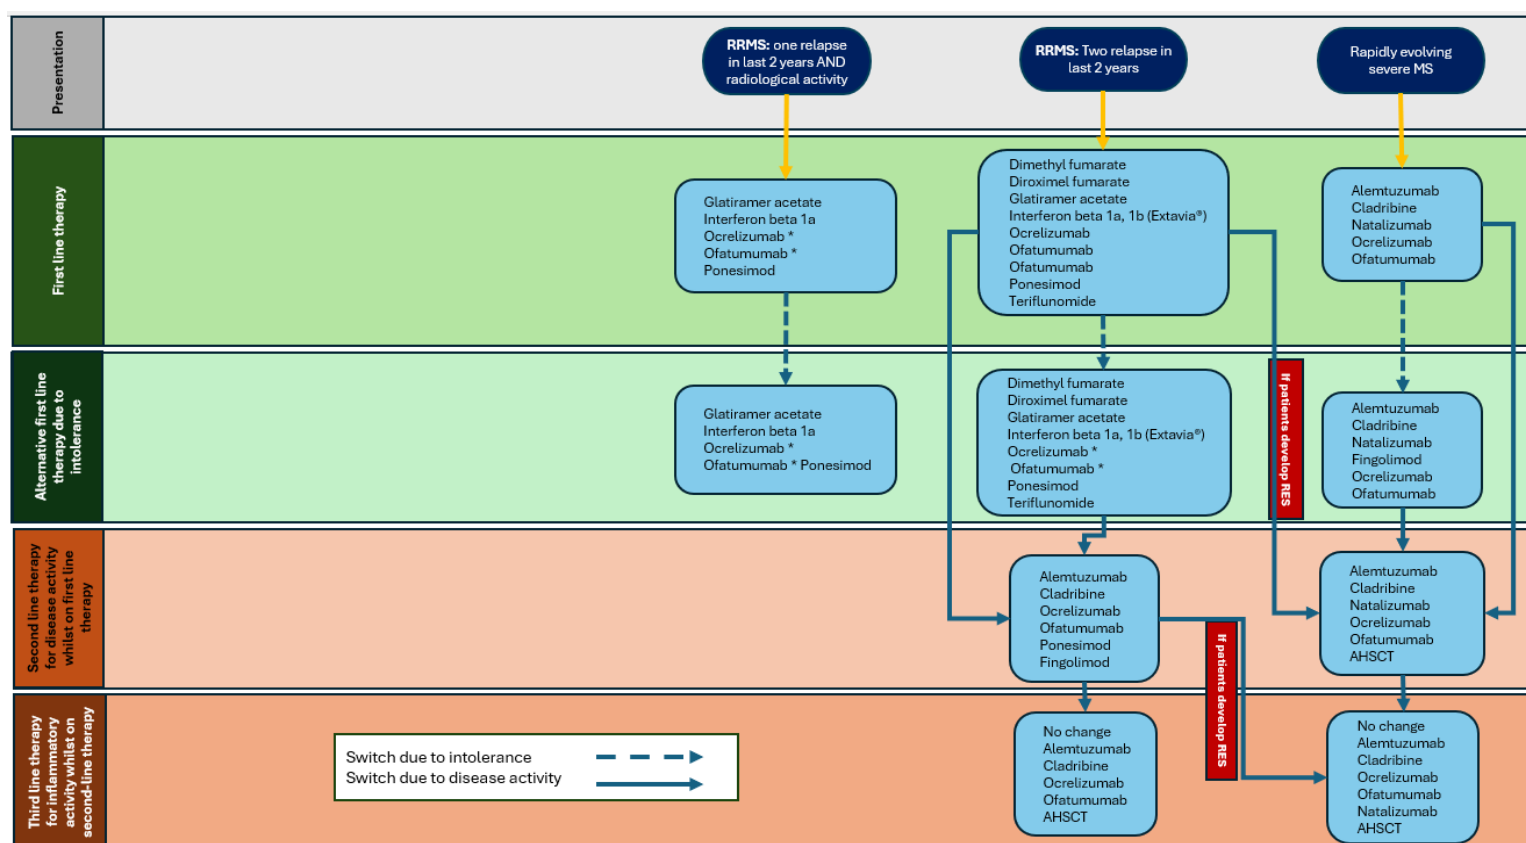 Presentation
RRMS: one relapse
in last 2 years AND
radiological activity
RRMS: Two relapse in
last 2 years
Rapidly evolving
severe MS
First line therapy
Glatiramer acetate
Interferon beta 1a
Ocrelizumab *
Ofatumumab *
Ponesimod
Dimethyl fumarate
Diroximel fumarate
Glatiramer acetate
Interferon beta 1a, 1b (Extavia®)
Ocrelizumab
Ofatumumab
Ofatumumab
Ponesimod
Teriflunomide
Alemtuzumab
Cladribine
Natalizumab
Ocrelizumab
Ofatumumab
Alternative first line
therapy due to
intolerance
Glatiramer acetate
Interferon beta 1a
Ocrelizumab *
Ofatumumab * Ponesimod
Dimethyl fumarate
Diroximel fumarate
Glatiramer acetate
Interferon beta 1a, 1b (Extavia®)
Ocrelizumab *
Ofatumumab *
Ponesimod
Teriflunomide
If patients develop RES
Alemtuzumab
Cladribine
Natalizumab
Fingolimod
Ocrelizumab
Ofatumumab
Second line therapy
for disease activity
whilst on first line
therapy
Alemtuzumab
Cladribine
Ocrelizumab
Ofatumumab
Ponesimod
Fingolimod
If patients develop RES
Alemtuzumab
Cladribine
Natalizumab
Ocrelizumab
Ofatumumab
AHSCT
Third line therapy
for inflammatory
activity whilst on
second-line therapy
Switch due to intolerance
Switch due to disease activity
No change
Alemtuzumab
Cladribine
Ocrelizumab
Ofatumumab
AHSCT
No change
Alemtuzumab
Cladribine
Ocrelizumab
Ofatumumab
Natalizumab
AHSCT